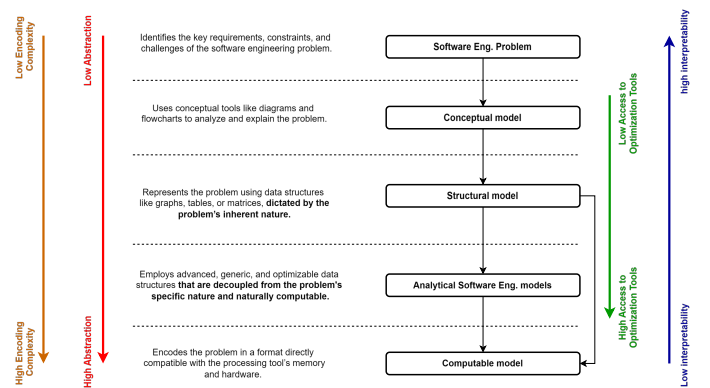 Low Encoding
Complexity
Low Abstraction
Identifies the key requirements, constraints, and
challenges of the software engineering problem.
Software Eng. Problem
high interpretability
Uses conceptual tools like diagrams and
flowcharts to analyze and explain the problem.
Conceptual model
Low Access to
Optimization Tools
Represents the problem using data structures
like graphs, tables, or matrices, dictated by the
problem's inherent nature.
Structural model
Employs advanced, generic, and optimizable data
structures that are decoupled from the problem's
specific nature and naturally computable.
Analytical Software Eng. models
High Access to
Optimization Tools
High Encoding
Complexity
High Abstraction
Encodes the problem in a format directly
compatible with the processing tool's memory
and hardware.
Computable model
Low interpretability